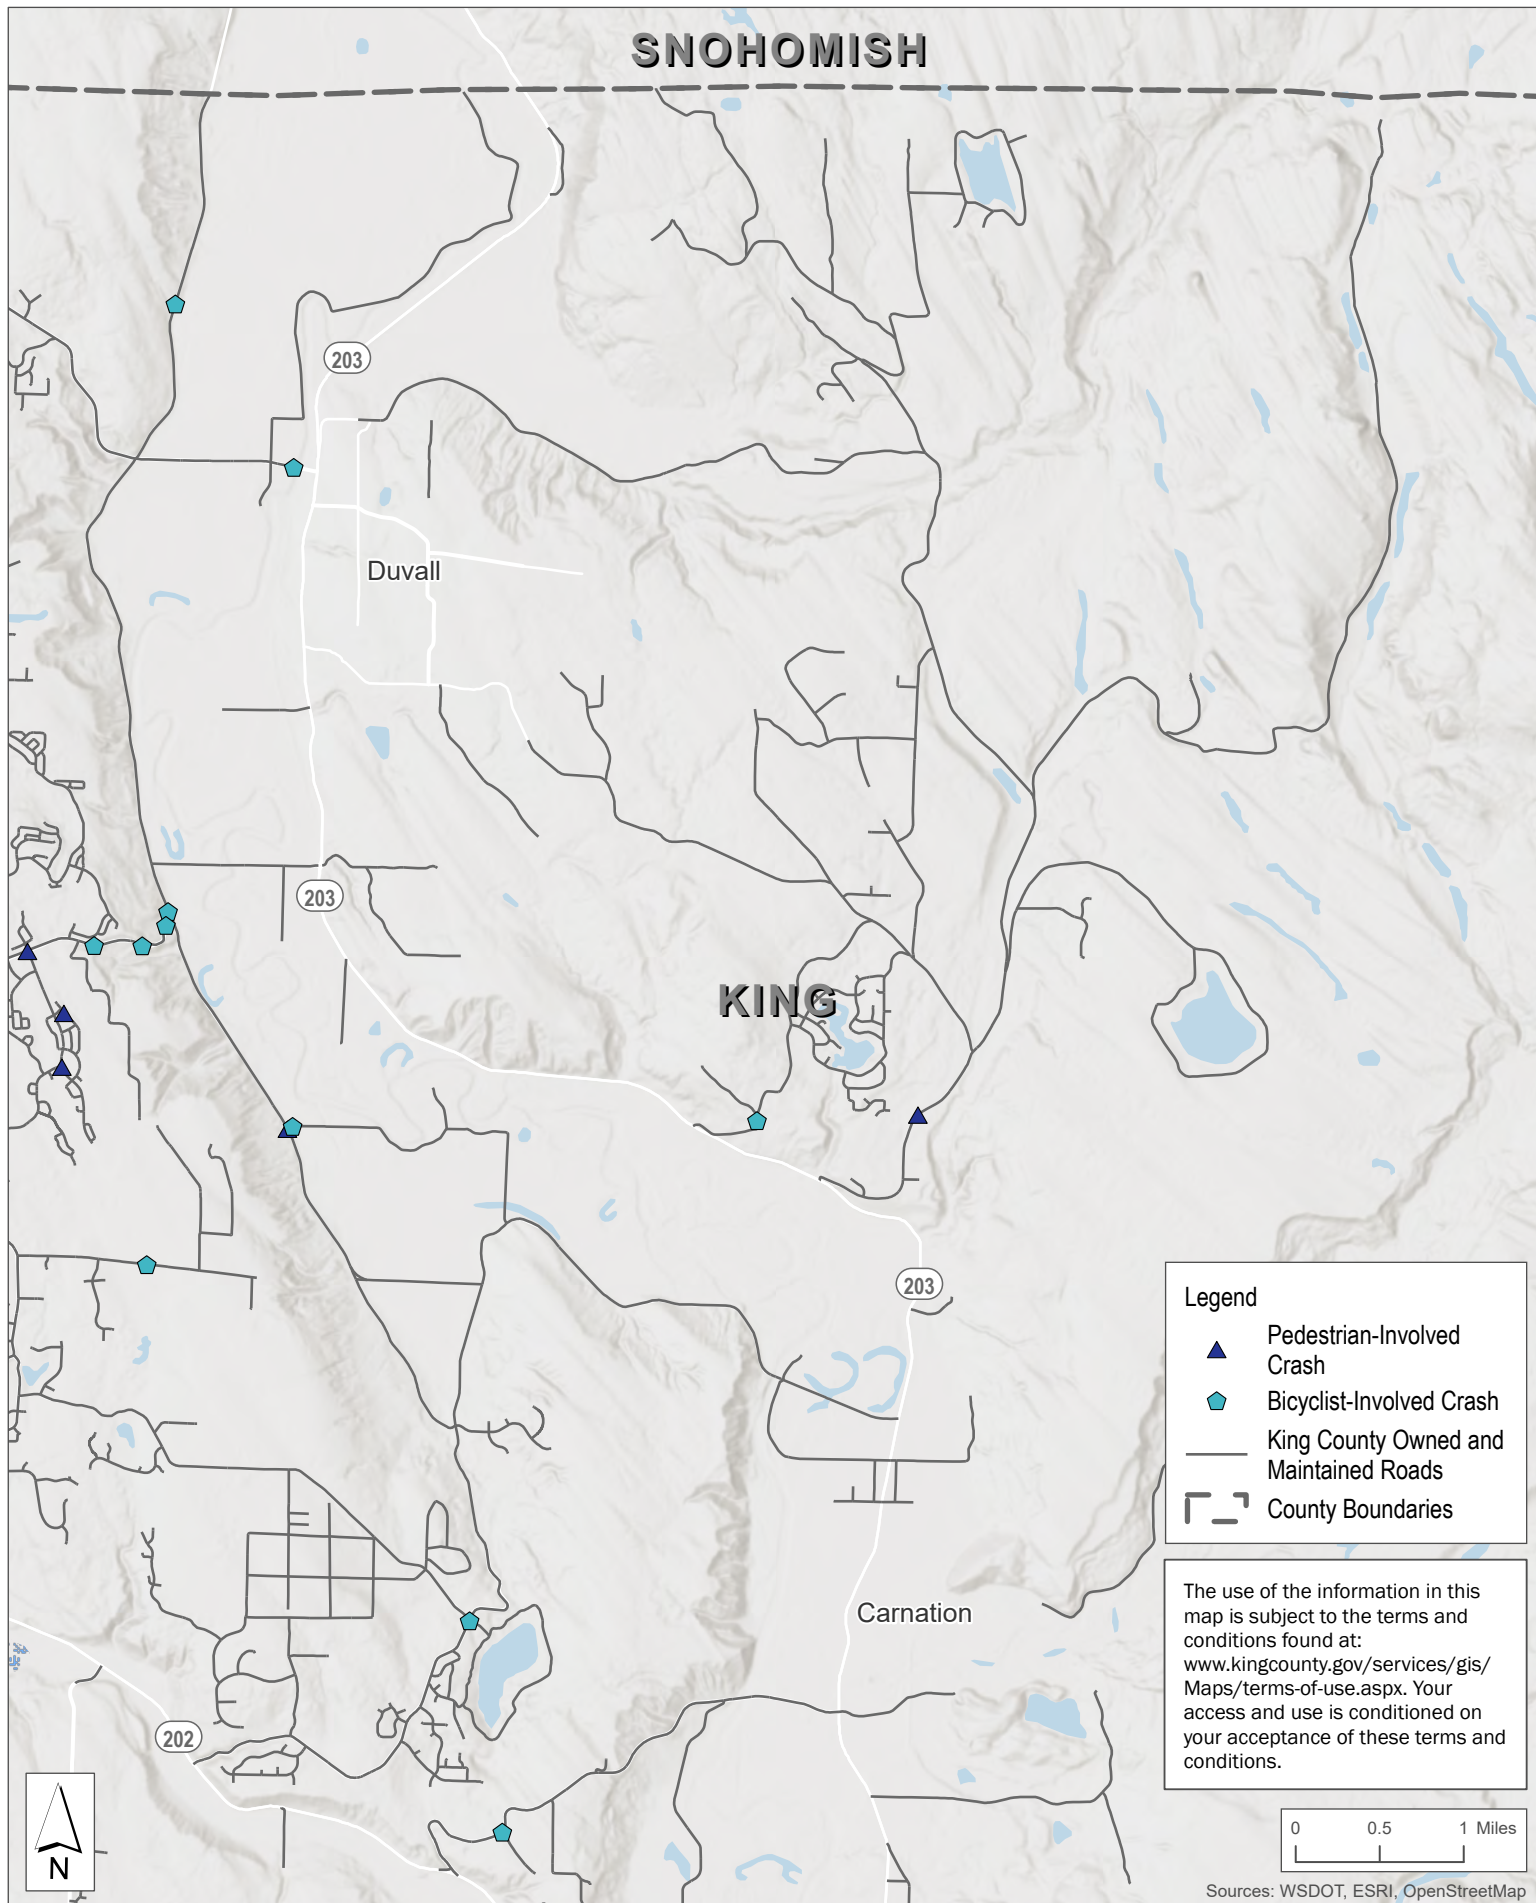 SNOHOMISH
203
Duvall
203
KING
203
Legend
Pedestrian-Involved
Crash
Bicyclist-Involved Crash
King County Owned and
Maintained Roads
County Boundaries
The use of the information in this
map is subject to the terms and
conditions found at:
www.kingcounty.gov/services/gis/
Maps/terms-of-use.aspx. Your
access and use is conditioned on
your acceptance of these terms and
conditions.
Carnation
202
N
0 0.5 1 Miles
Sources: WSDOT, ESRI, OpenStreetMap